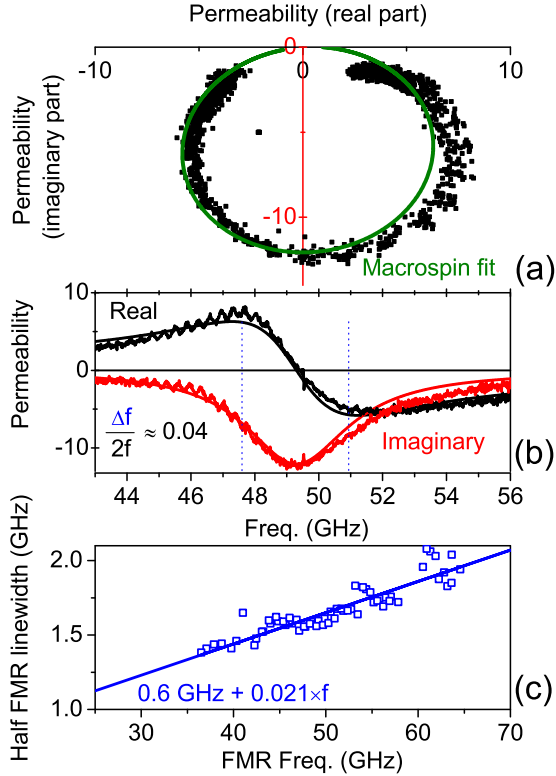 Permeability (real part)
-10 0 0 10
Permeability
(imaginary part)
-10
Macrospin fit
(a)
10
Real
Permeability
0
Δf
2f ≈ 0.04
Imaginary
-10
(b)
44 46 48 50 52 54 56
Freq. (GHz)
Half FMR linewidth (GHz)
2.0
1.5
0.6 GHz + 0.021×f
(c)
1.0
30 40 50 60 70
FMR Freq. (GHz)